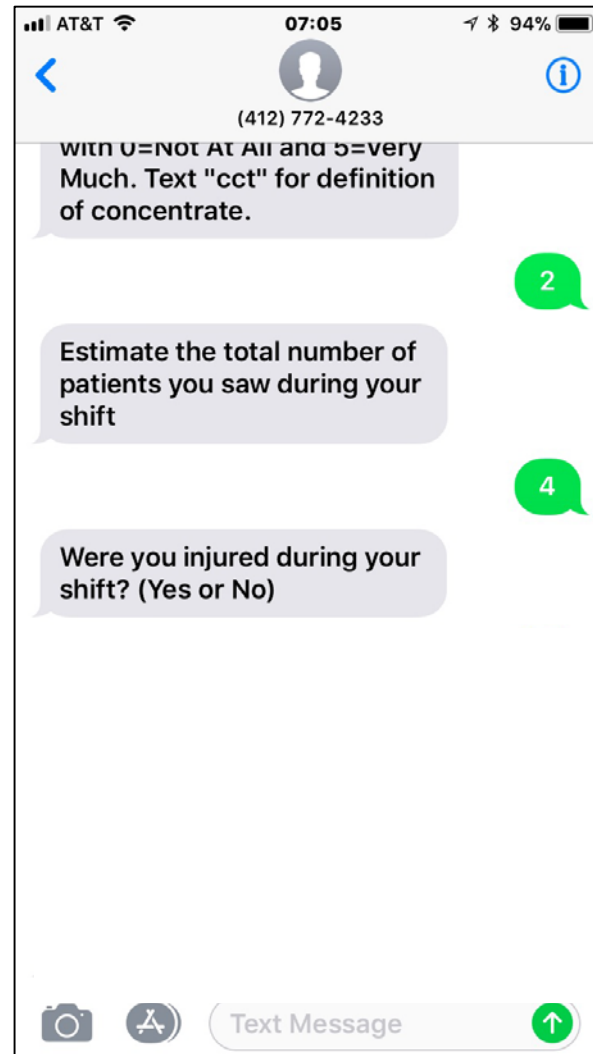 AT&T 07:05 94%
(412) 772-4233
with 0=Not At All and 5=Very
Much. Text "cct" for definition
of concentrate.
2
Estimate the total number of
patients you saw during your
shift
4
Were you injured during your
shift? (Yes or No)
Text Message